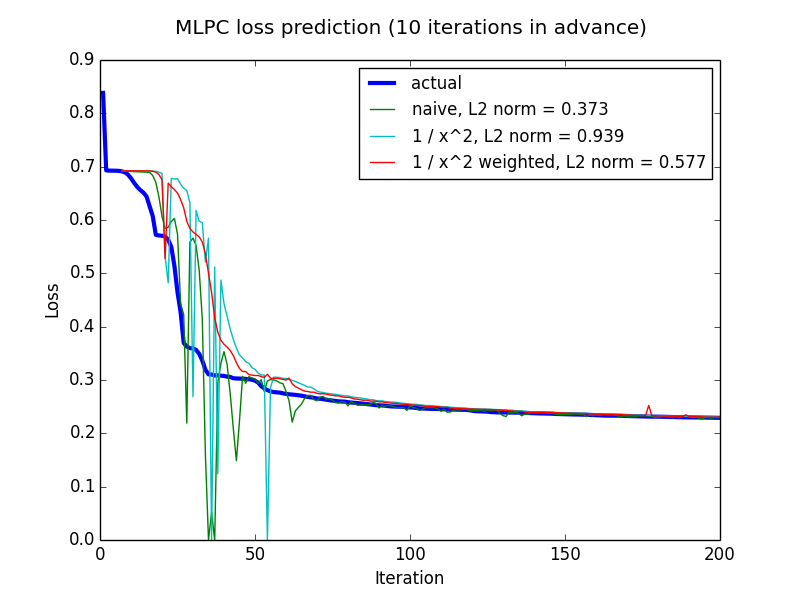 MLPC loss prediction (10 iterations in advance)
actual
naive, L2 norm = 0.373
1 / x^2, L2 norm = 0.939
1 / x^2 weighted, L2 norm = 0.577
0.9
0.8
0.7
0.6
0.5
0.4
0.3
0.2
0.1
0.0
Loss
0 50 100 150 200
Iteration